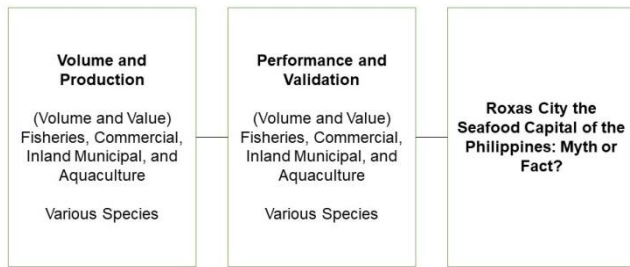 Volume and
Production
(Volume and Value)
Fisheries, Commercial,
Inland Municipal, and
Aquaculture
Various Species
Performance and
Validation
(Volume and Value)
Fisheries, Commercial,
Inland Municipal, and
Aquaculture
Various Species
Roxas City the
Seafood Capital of the
Philippines: Myth or
Fact?